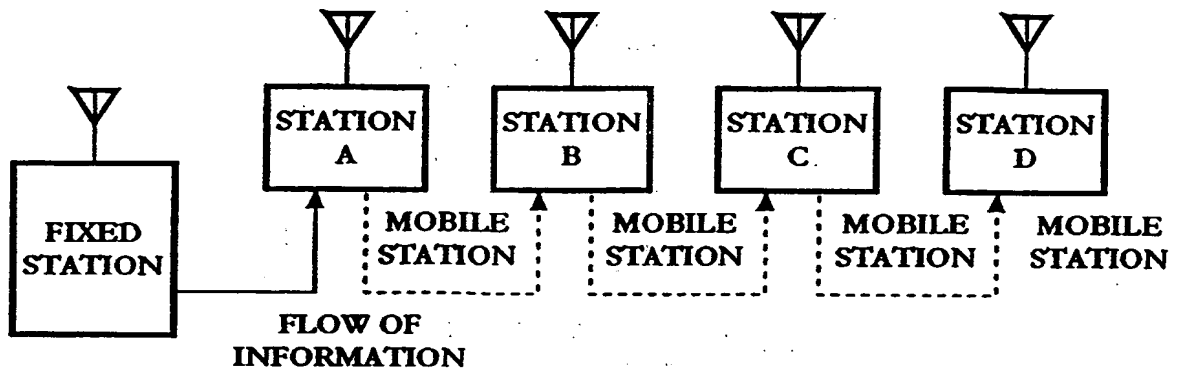 STATION
A
STATION
B
STATION
C
STATION
D
FIXED
STATION
MOBILE
STATION
MOBILE
STATION
MOBILE
STATION
MOBILE
STATION
FLOW OF
INFORMATION